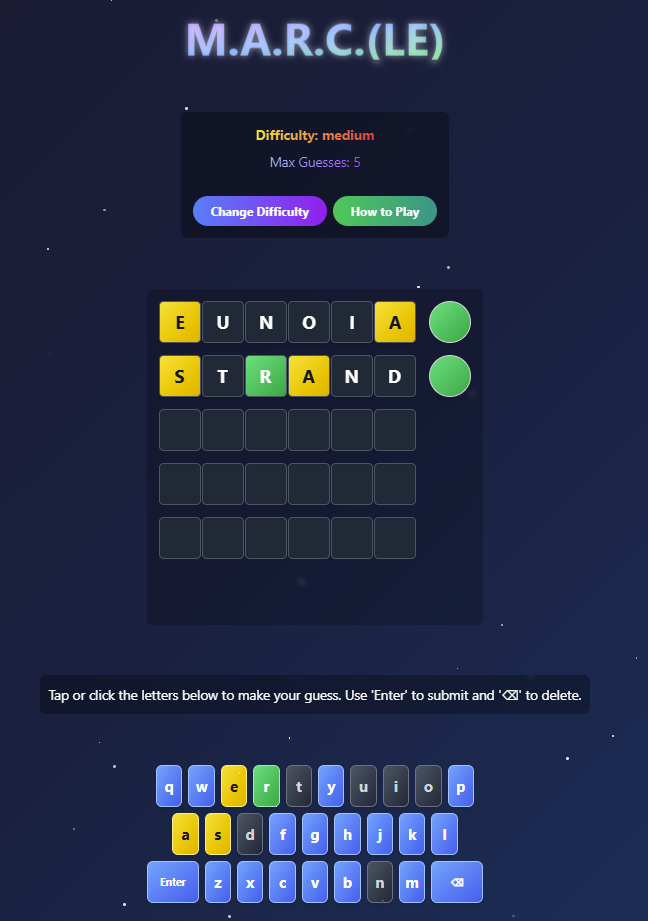 M.A.R.C.(LE)
Difficulty: medium
Max Guesses: 5
Change Difficulty How to Play
E U N O I A
S T R A N D
Tap or click the letters below to make your guess. Use 'Enter' to submit and '⌫' to delete.
q w e r t y u i o p
a s d f g h j k l
Enter z x c v b n m ⌫